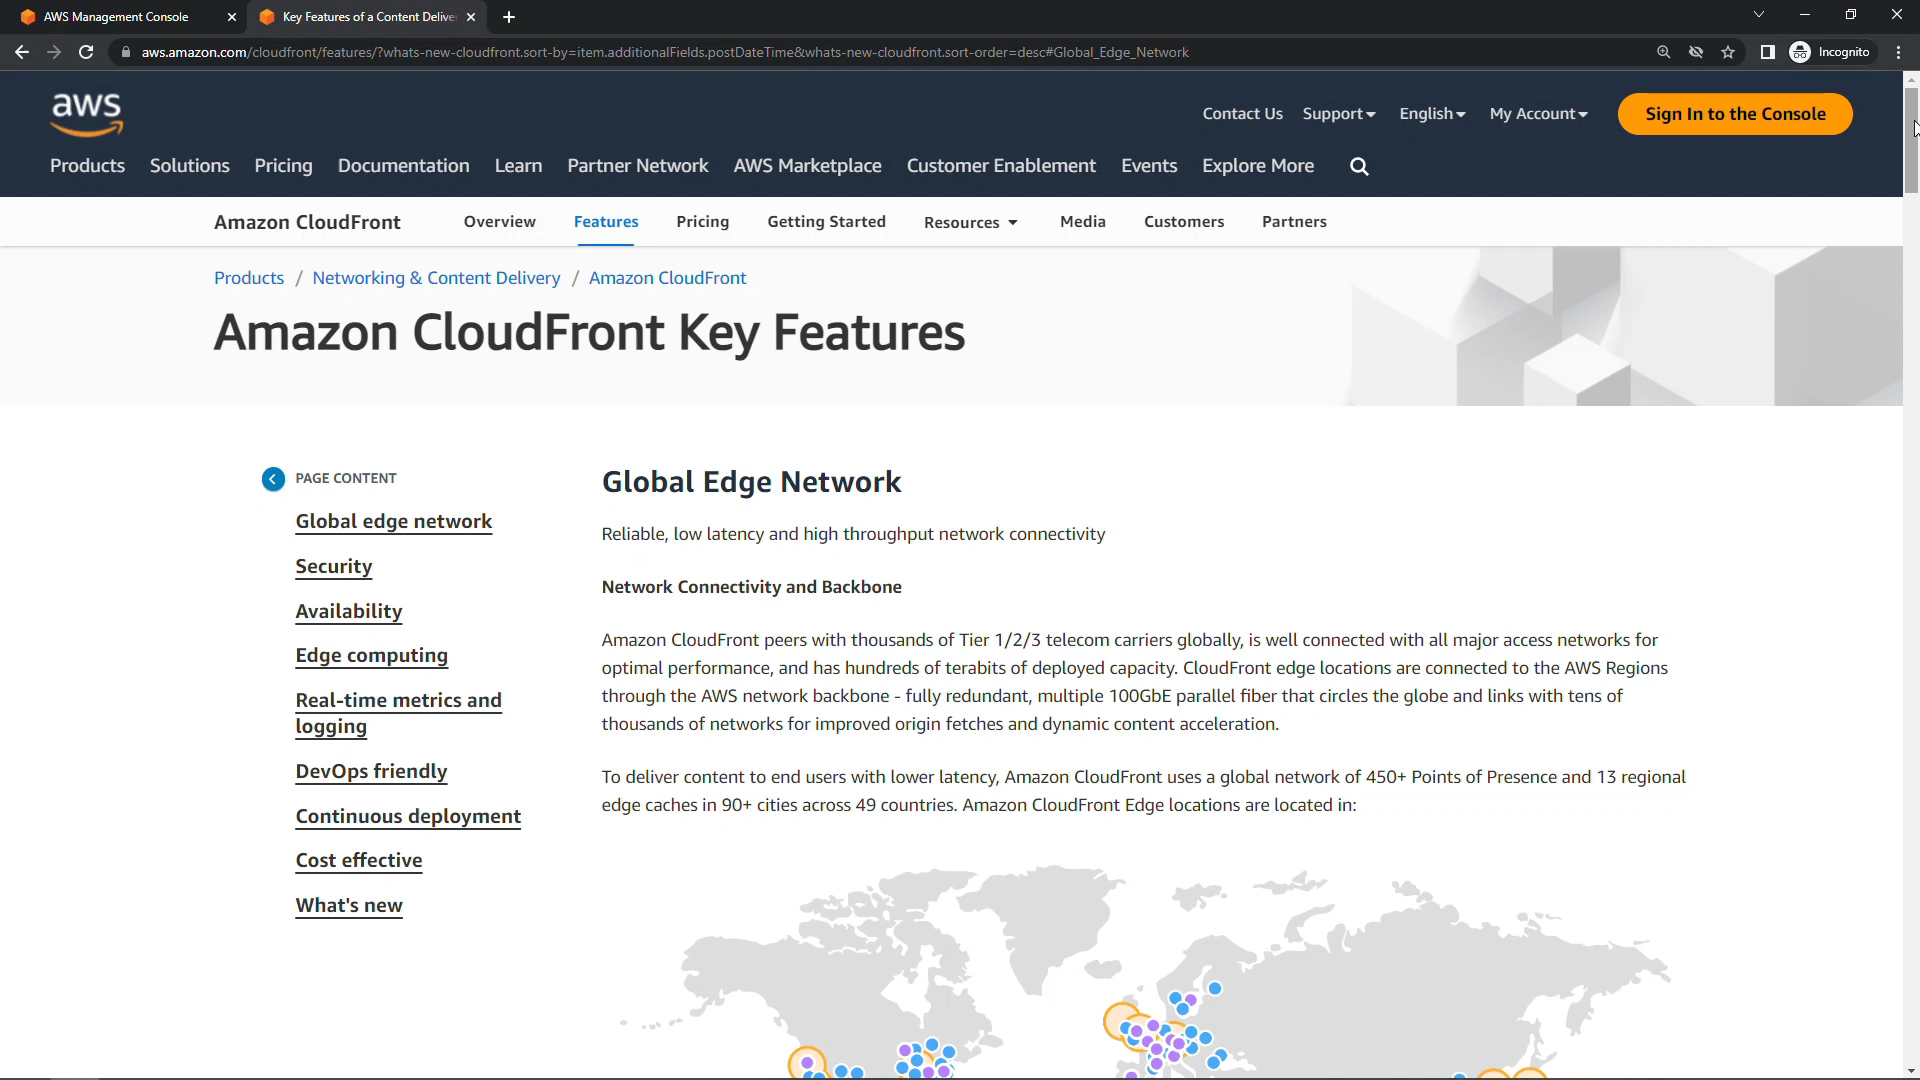 AWS Management Console
Key Features of a Content Deliver
aws.amazon.com/cloudfront/features/?whats-new-cloudfront.sort-by=item.additionalFields.postDateTime&whats-new-cloudfront.sort-order=desc#Global_Edge_Network
Incognito
aws
Contact Us Support English My Account Sign In to the Console
Products Solutions Pricing Documentation Learn Partner Network AWS Marketplace Customer Enablement Events Explore More
Amazon CloudFront Overview Features Pricing Getting Started Resources Media Customers Partners
Products / Networking & Content Delivery / Amazon CloudFront
Amazon CloudFront Key Features
PAGE CONTENT
Global edge network
Security
Availability
Edge computing
Real-time metrics and
logging
DevOps friendly
Continuous deployment
Cost effective
What's new
Global Edge Network
Reliable, low latency and high throughput network connectivity
Network Connectivity and Backbone
Amazon CloudFront peers with thousands of Tier 1/2/3 telecom carriers globally, is well connected with all major access networks for
optimal performance, and has hundreds of terabits of deployed capacity. CloudFront edge locations are connected to the AWS Regions
through the AWS network backbone - fully redundant, multiple 100GbE parallel fiber that circles the globe and links with tens of
thousands of networks for improved origin fetches and dynamic content acceleration.
To deliver content to end users with lower latency, Amazon CloudFront uses a global network of 450+ Points of Presence and 13 regional
edge caches in 90+ cities across 49 countries. Amazon CloudFront Edge locations are located in: